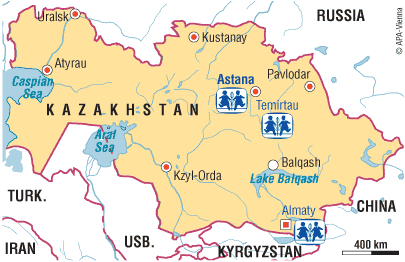 Uralsk
RUSSIA
© APA-Vienna
Kustanay
Atyrau
Caspian
Sea
Astana
Pavlodar
Temirtau
KAZAKHSTAN
Aral
Sea
Balqash
Kzyl-Orda
Lake Balqash
TURK.
Almaty
CHINA
USB.
IRAN
KYRGYZSTAN
400 km